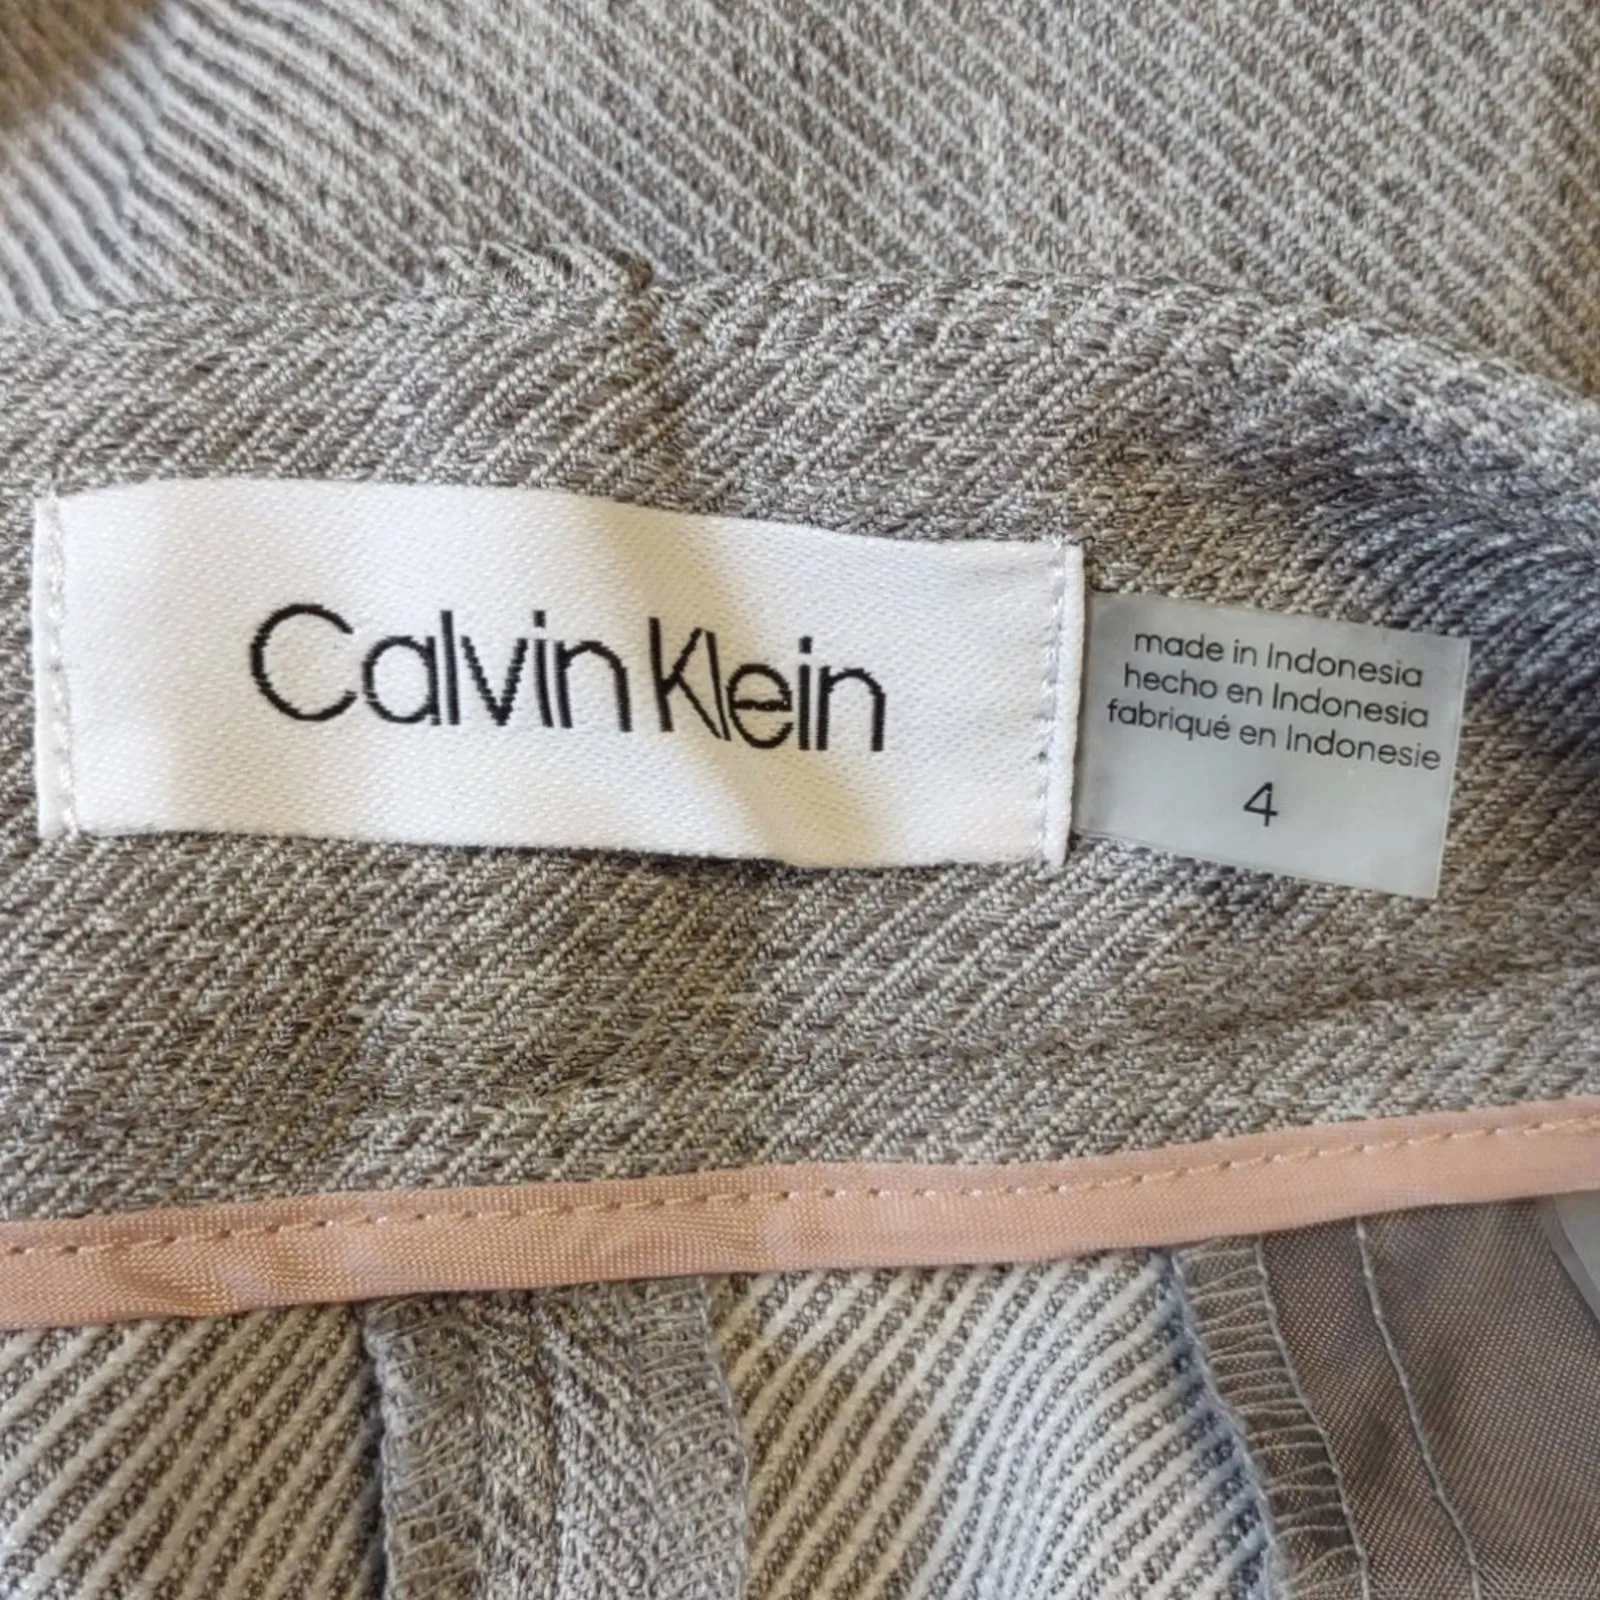 Calvin Klein
made in Indonesia
hecho en Indonesia
fabriqué en Indonesie
4